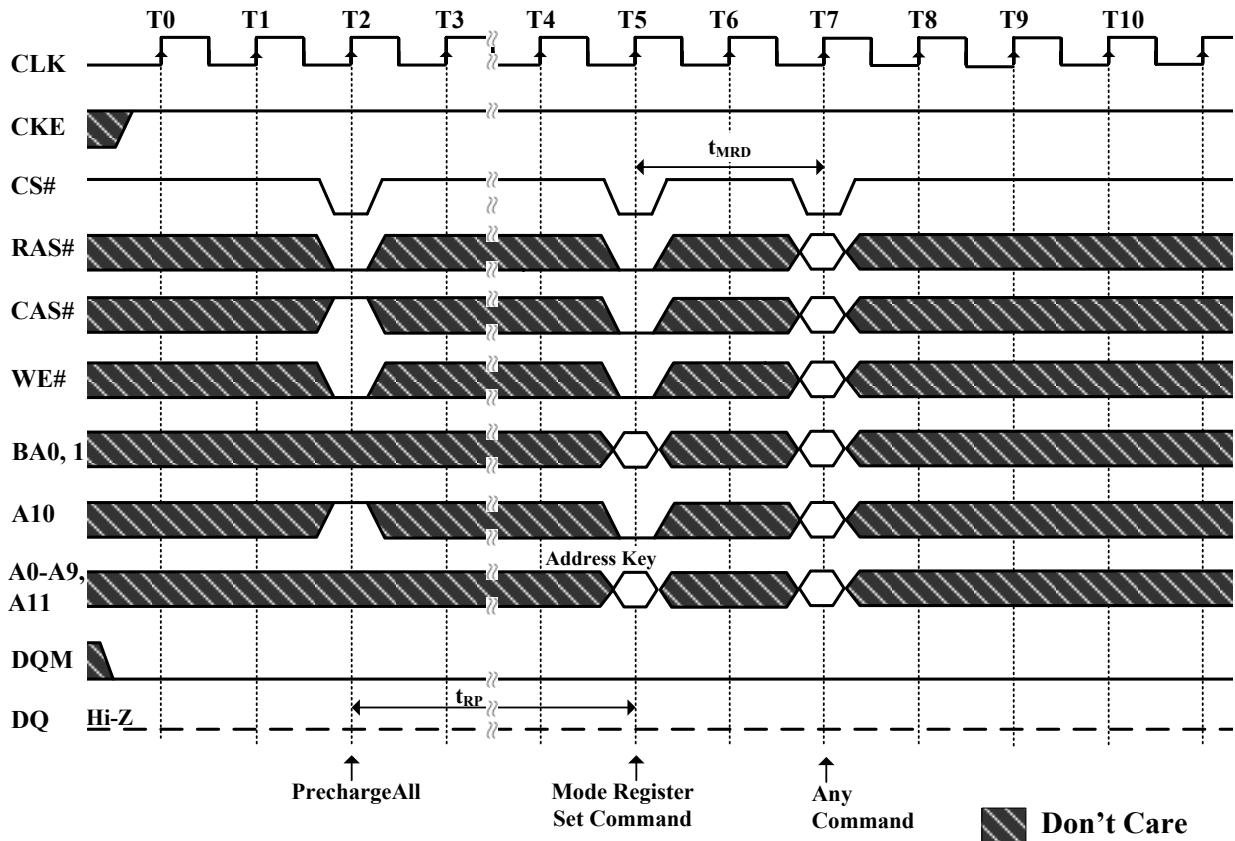 T0 T1 T2 T3 T4 T5 T6 T7 T8 T9 T10
CLK
CKE
tMRD
CS#
RAS#
CAS#
WE#
BA0, 1
A10
Address Key
A0-A9,
A11
DQM
tRP
DQ Hi-Z
PrechargeAll
Mode Register
Set Command
Any
Command
Don't Care